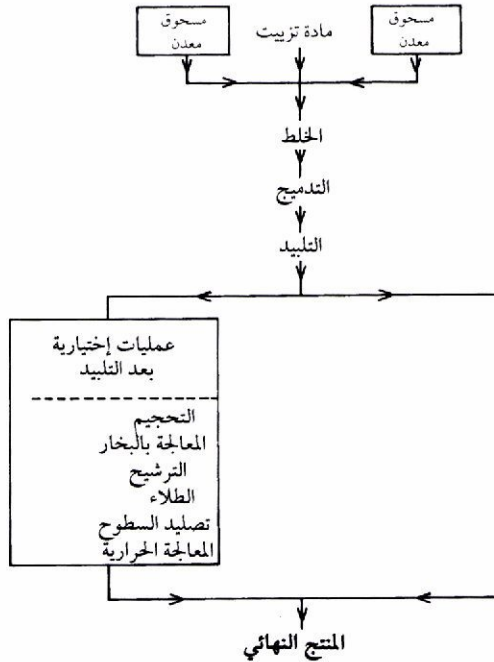 مسحوق
معدن
مادة تزييت
مسحوق
معدن
الخلط
التدميج
التلبيد
عمليات إختيارية
بعد التلبيد
التحجيم
المعالجة بالبخار
الترشيح
الطلاء
تصليد السطوح
المعالجة الحرارية
المنتج النهائي